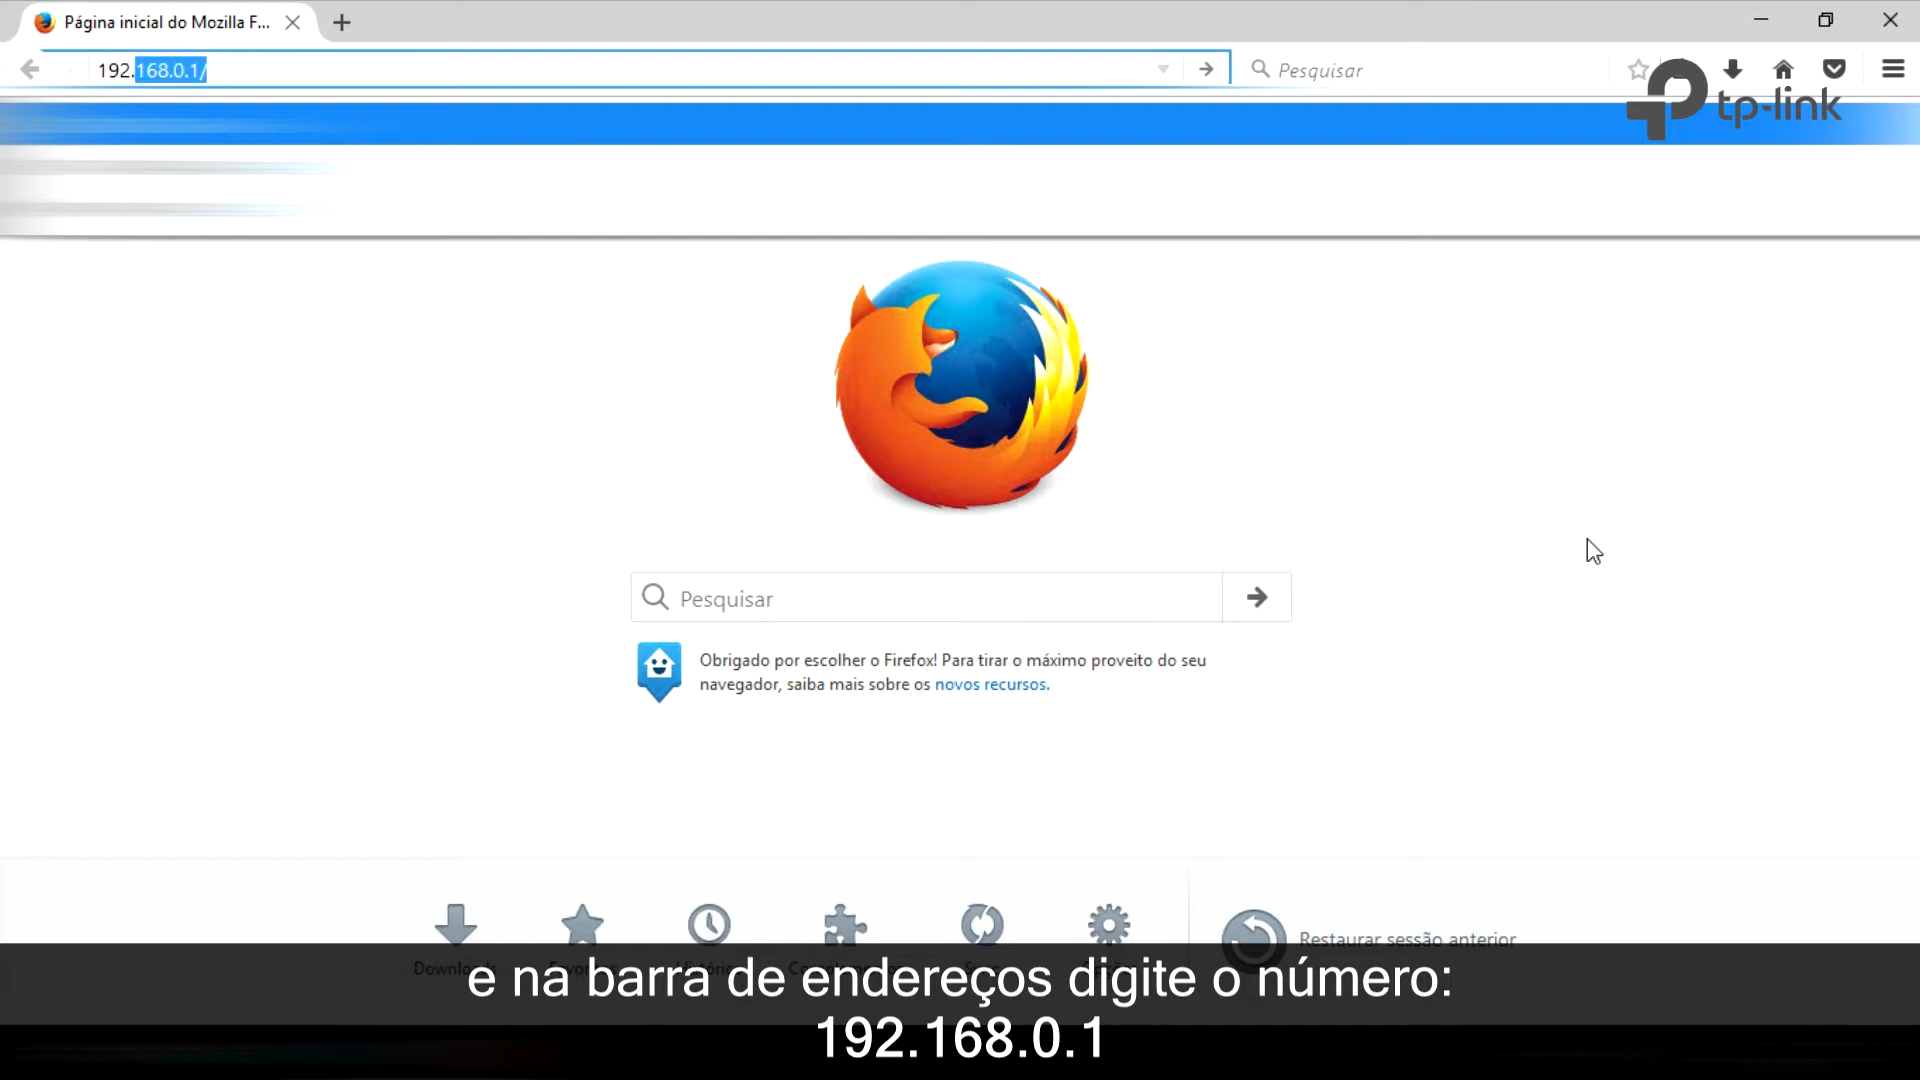 Página inicial do Mozilla F...
192.168.0.1/
Pesquisar
tp-link
Pesquisar
Obrigado por escolher o Firefox! Para tirar o máximo proveito do seu
navegador, saiba mais sobre os novos recursos.
Restaurar sessão anterior
e na barra de endereços digite o número:
192.168.0.1